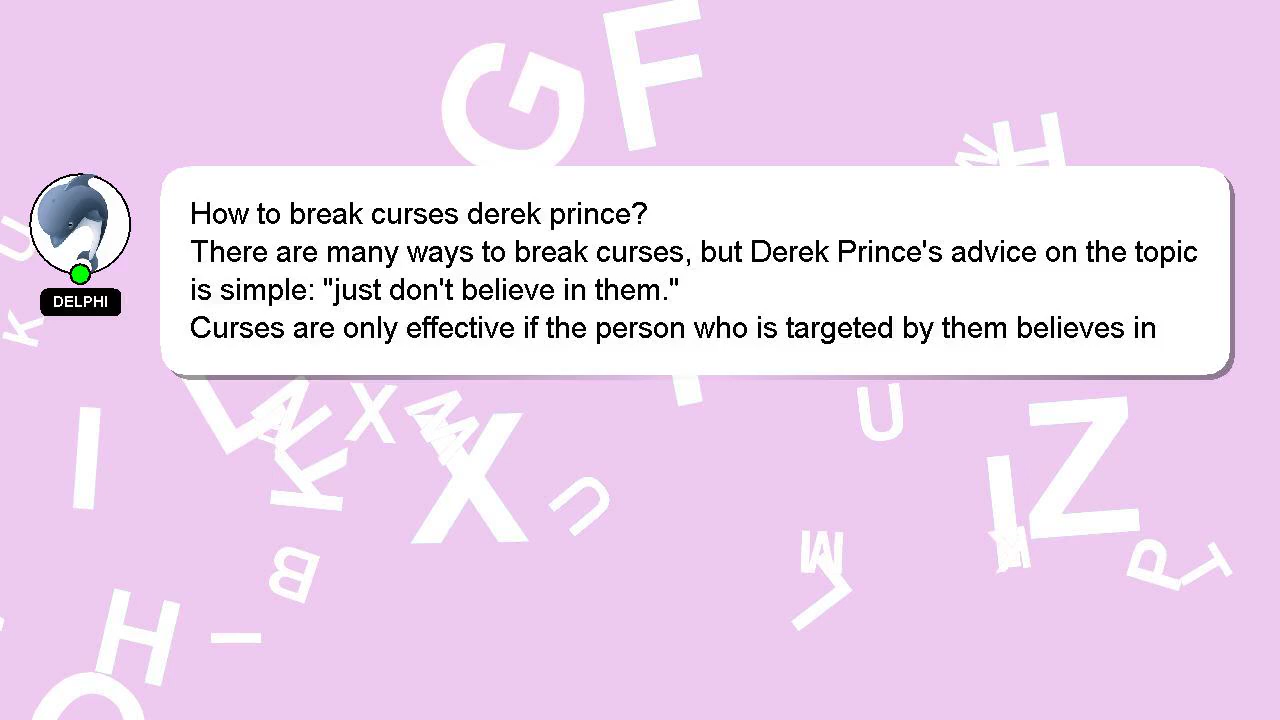 How to break curses derek prince?
There are many ways to break curses, but Derek Prince's advice on the topic
is simple: "just don't believe in them."
Curses are only effective if the person who is targeted by them believes in
DELPHI
G
F
N
H
U
K
I
L
K
X
M
X
U
U
I
Z
M
L
P
T
B
H
I
O